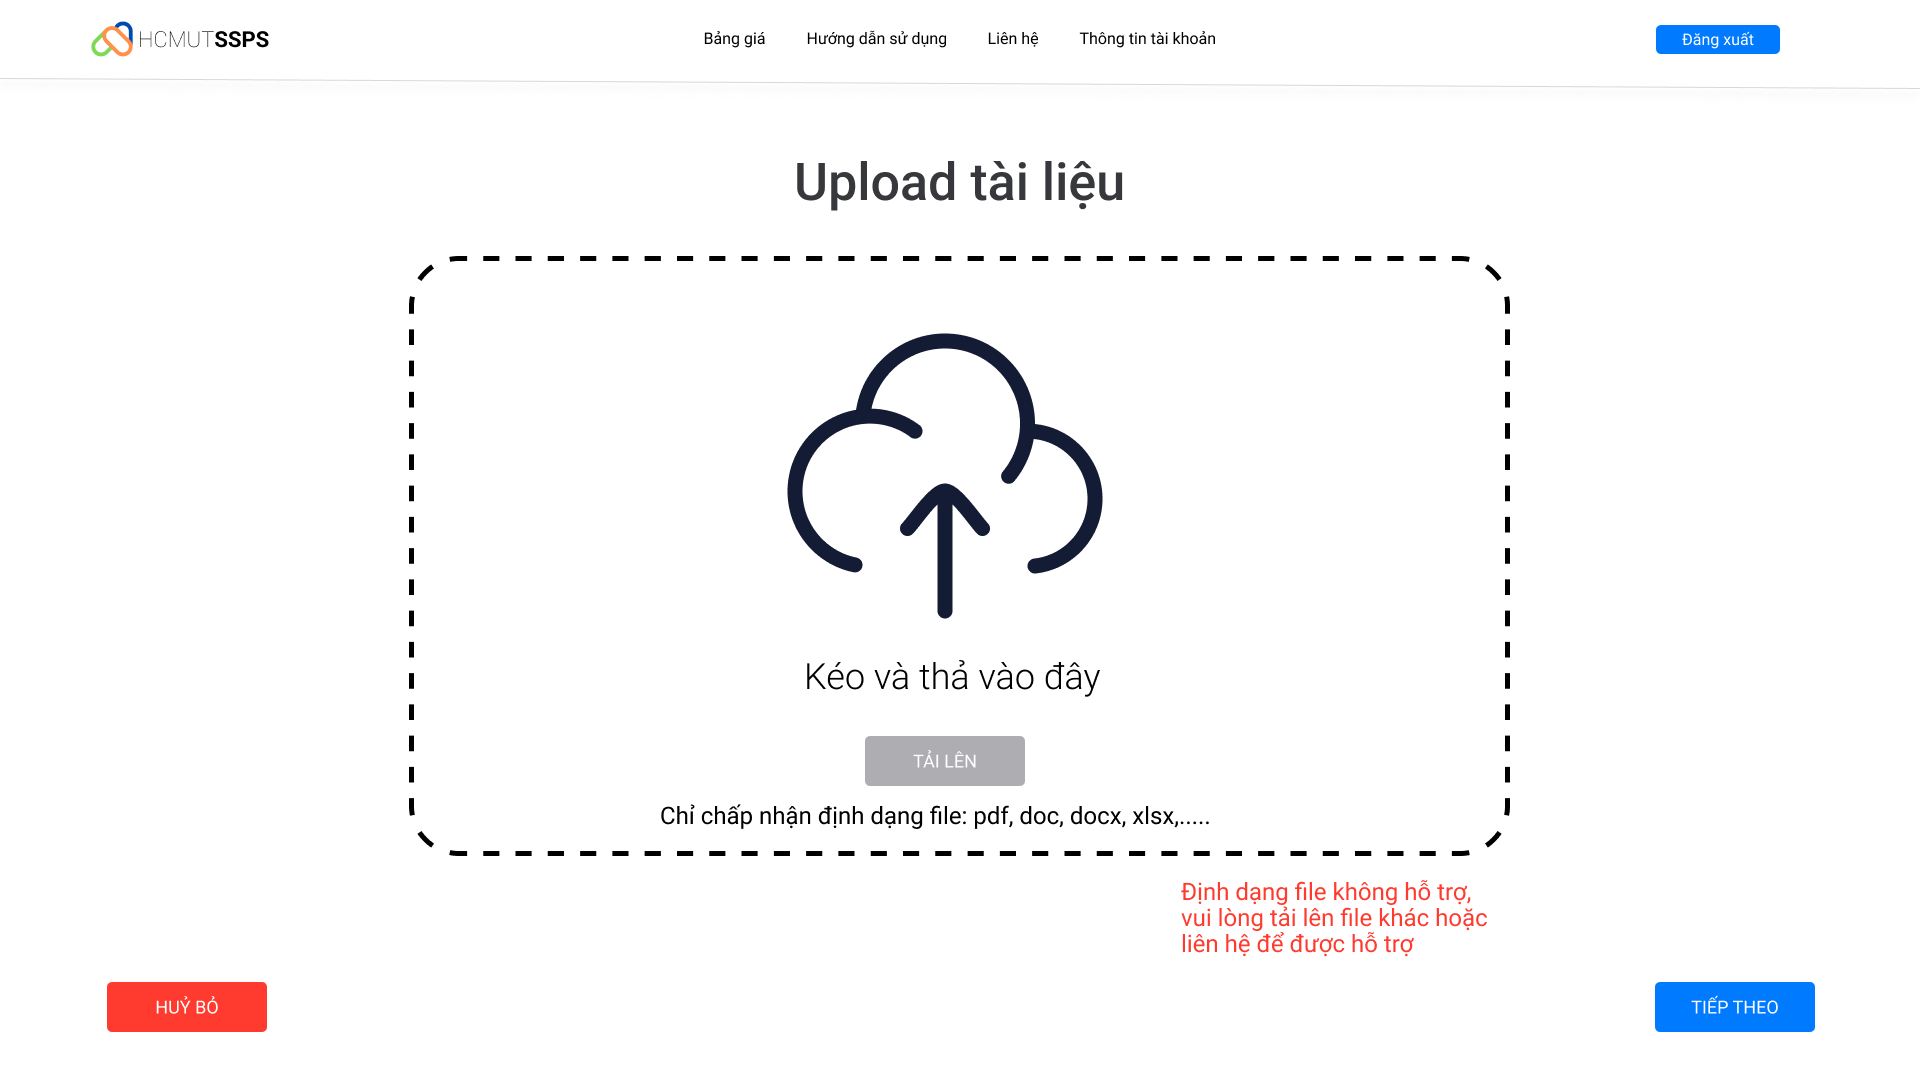 HCMUTSSPS
Bảng giá
Hướng dẫn sử dụng
Liên hệ
Thông tin tài khoản
Đăng xuất
Upload tài liệu
Kéo và thả vào đây
TẢI LÊN
Chỉ chấp nhận định dạng file: pdf, doc, docx, xlsx,.....
Định dạng file không hỗ trợ,
vui lòng tải lên file khác hoặc
liên hệ để được hỗ trợ
HUỶ BỎ
TIẾP THEO